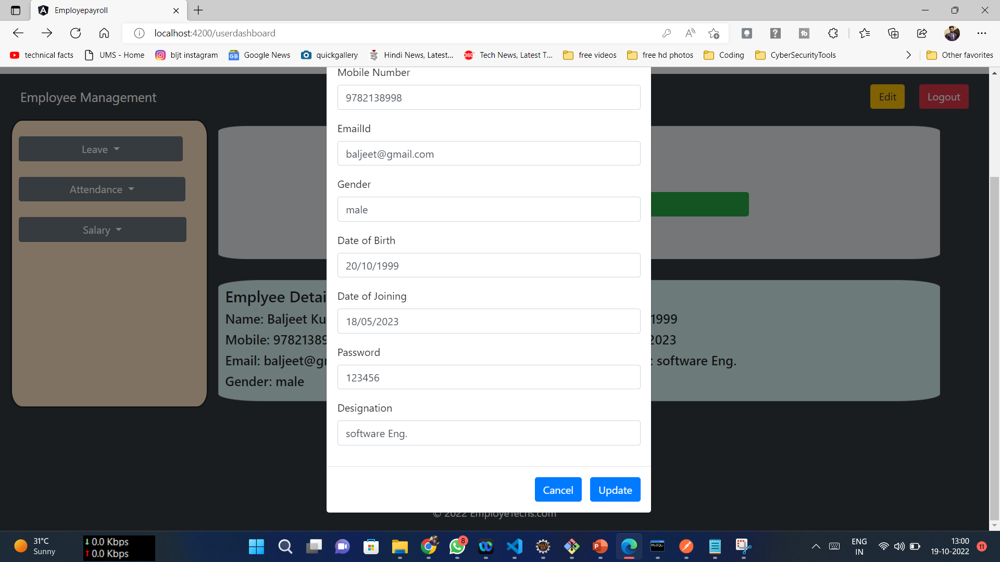 Employepayroll
localhost:4200/userdashboard
technical facts
UMS - Home
bljt instagram
Google News
quickgallery
Hindi News, Latest...
Tech News, Latest T...
free videos
free hd photos
Coding
CyberSecurityTools
Other favorites
Employee Management
Edit
Logout
Leave
Attendance
Salary
Mobile Number
9782138998
EmailId
baljeet@gmail.com
Gender
male
Date of Birth
20/10/1999
Date of Joining
18/05/2023
Password
123456
Designation
software Eng.
Cancel
Update
Emplyee Detai
Name: Baljeet Ku
1999
Mobile: 97821389
2023
Email: baljeet@g
: software Eng.
Gender: male
© 2022 EmployeTechs.com
31°C
Sunny
0.0 Kbps
0.0 Kbps
8
ENG
IN
13:00
19-10-2022
11